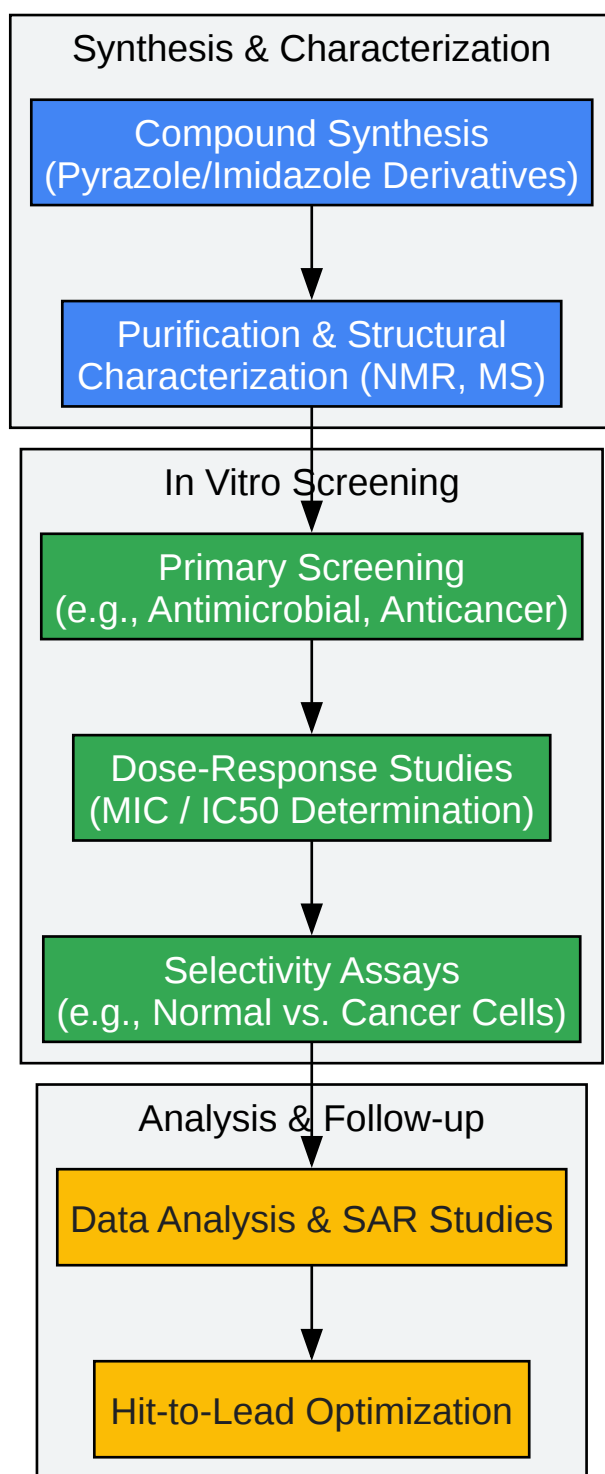 Synthesis & Characterization
Compound Synthesis
(Pyrazole/Imidazole Derivatives)
Purification & Structural
Characterization (NMR, MS)
In Vitro Screening
Primary Screening
(e.g., Antimicrobial, Anticancer)
Dose-Response Studies
(MIC / IC50 Determination)
Selectivity Assays
(e.g., Normal vs. Cancer Cells)
Analysis & Follow-up
Data Analysis & SAR Studies
Hit-to-Lead Optimization